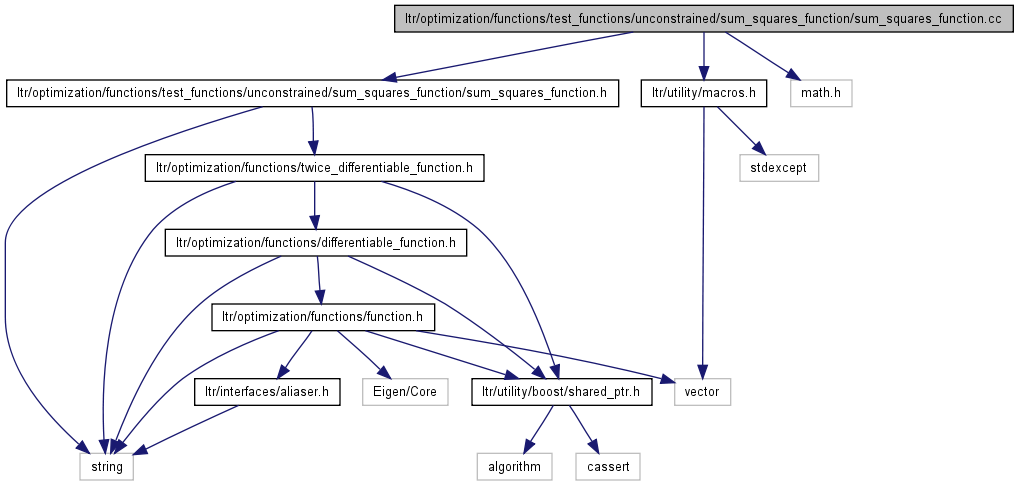 ltr/optimization/functions/test_functions/unconstrained/sum_squares_function/sum_squares_function.cc
ltr/optimization/functions/test_functions/unconstrained/sum_squares_function/sum_squares_function.h
ltr/utility/macros.h
math.h
ltr/optimization/functions/twice_differentiable_function.h
stdexcept
ltr/optimization/functions/differentiable_function.h
ltr/optimization/functions/function.h
ltr/interfaces/aliaser.h
Eigen/Core
ltr/utility/boost/shared_ptr.h
vector
string
algorithm
cassert